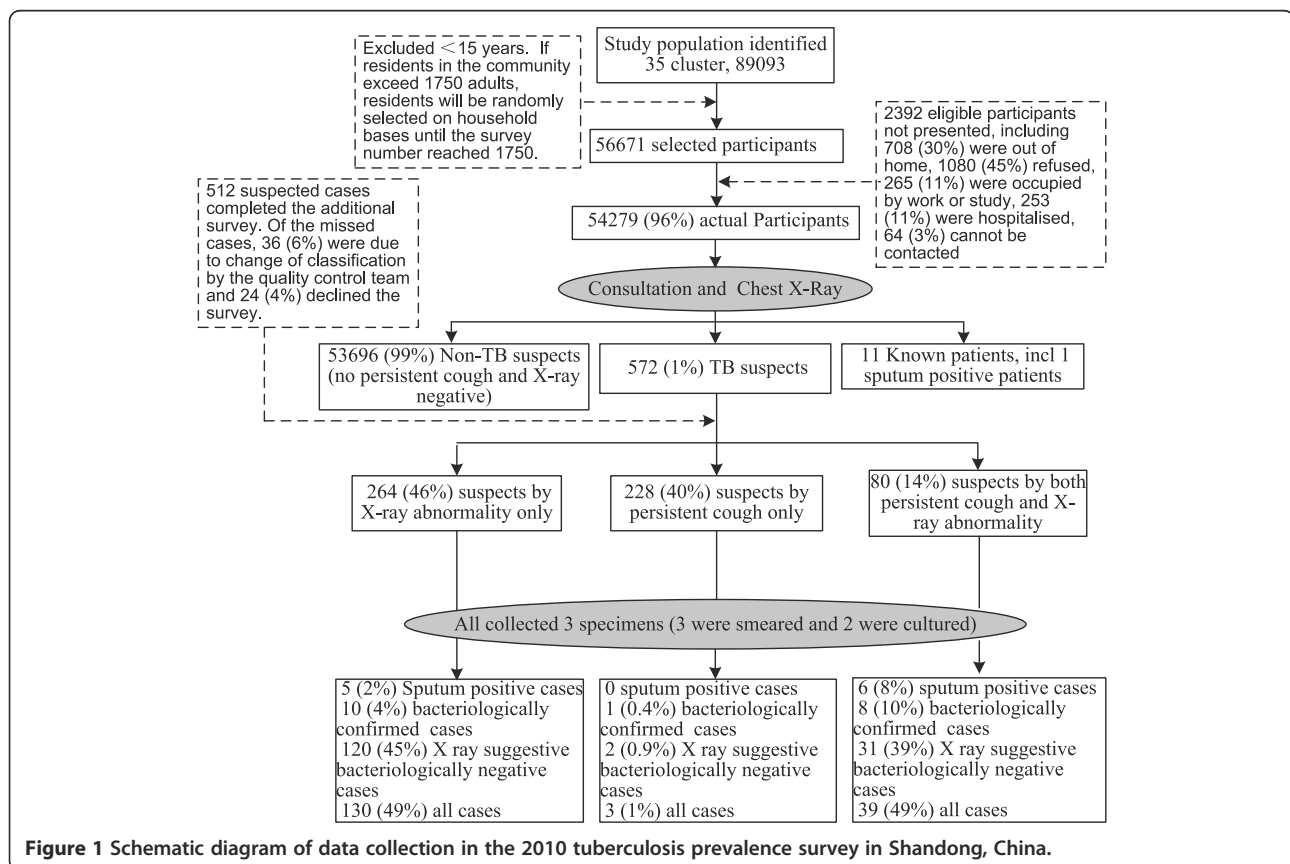 Study population identified
35 cluster, 89093
Excluded <15 years. If
residents in the community
exceed 1750 adults,
residents will be randomly
selected on household
bases until the survey
number reached 1750.
56671 selected participants
2392 eligible participants
not presented, including
708 (30%) were out of
home, 1080 (45%) refused,
265 (11%) were occupied
by work or study, 253
(11%) were hospitalised,
64 (3%) cannot be
contacted
54279 (96%) actual Participants
Consultation and Chest X-Ray
53696 (99%) Non-TB suspects
(no persistent cough and X-ray
negative)
572 (1%) TB suspects
11 Known patients, incl 1
sputum positive patients
512 suspected cases
completed the additional
survey. Of the missed
cases, 36 (6%) were due
to change of classification
by the quality control team
and 24 (4%) declined the
survey.
264 (46%) suspects by
X-ray abnormality only
228 (40%) suspects by
persistent cough only
80 (14%) suspects by both
persistent cough and X-
ray abnormality
All collected 3 specimens (3 were smeared and 2 were cultured)
5 (2%) Sputum positive cases
10 (4%) bacteriologically
confirmed cases
120 (45%) X ray suggestive
bacteriologically negative
cases
130 (49%) all cases
0 sputum positive cases
1 (0.4%) bacteriologically
confirmed cases
2 (0.9%) X ray suggestive
bacteriologically negative
cases
3 (1%) all cases
6 (8%) sputum positive cases
8 (10%) bacteriologically
confirmed cases
31 (39%) X ray suggestive
bacteriologically negative
cases
39 (49%) all cases
Figure 1 Schematic diagram of data collection in the 2010 tuberculosis prevalence survey in Shandong, China.